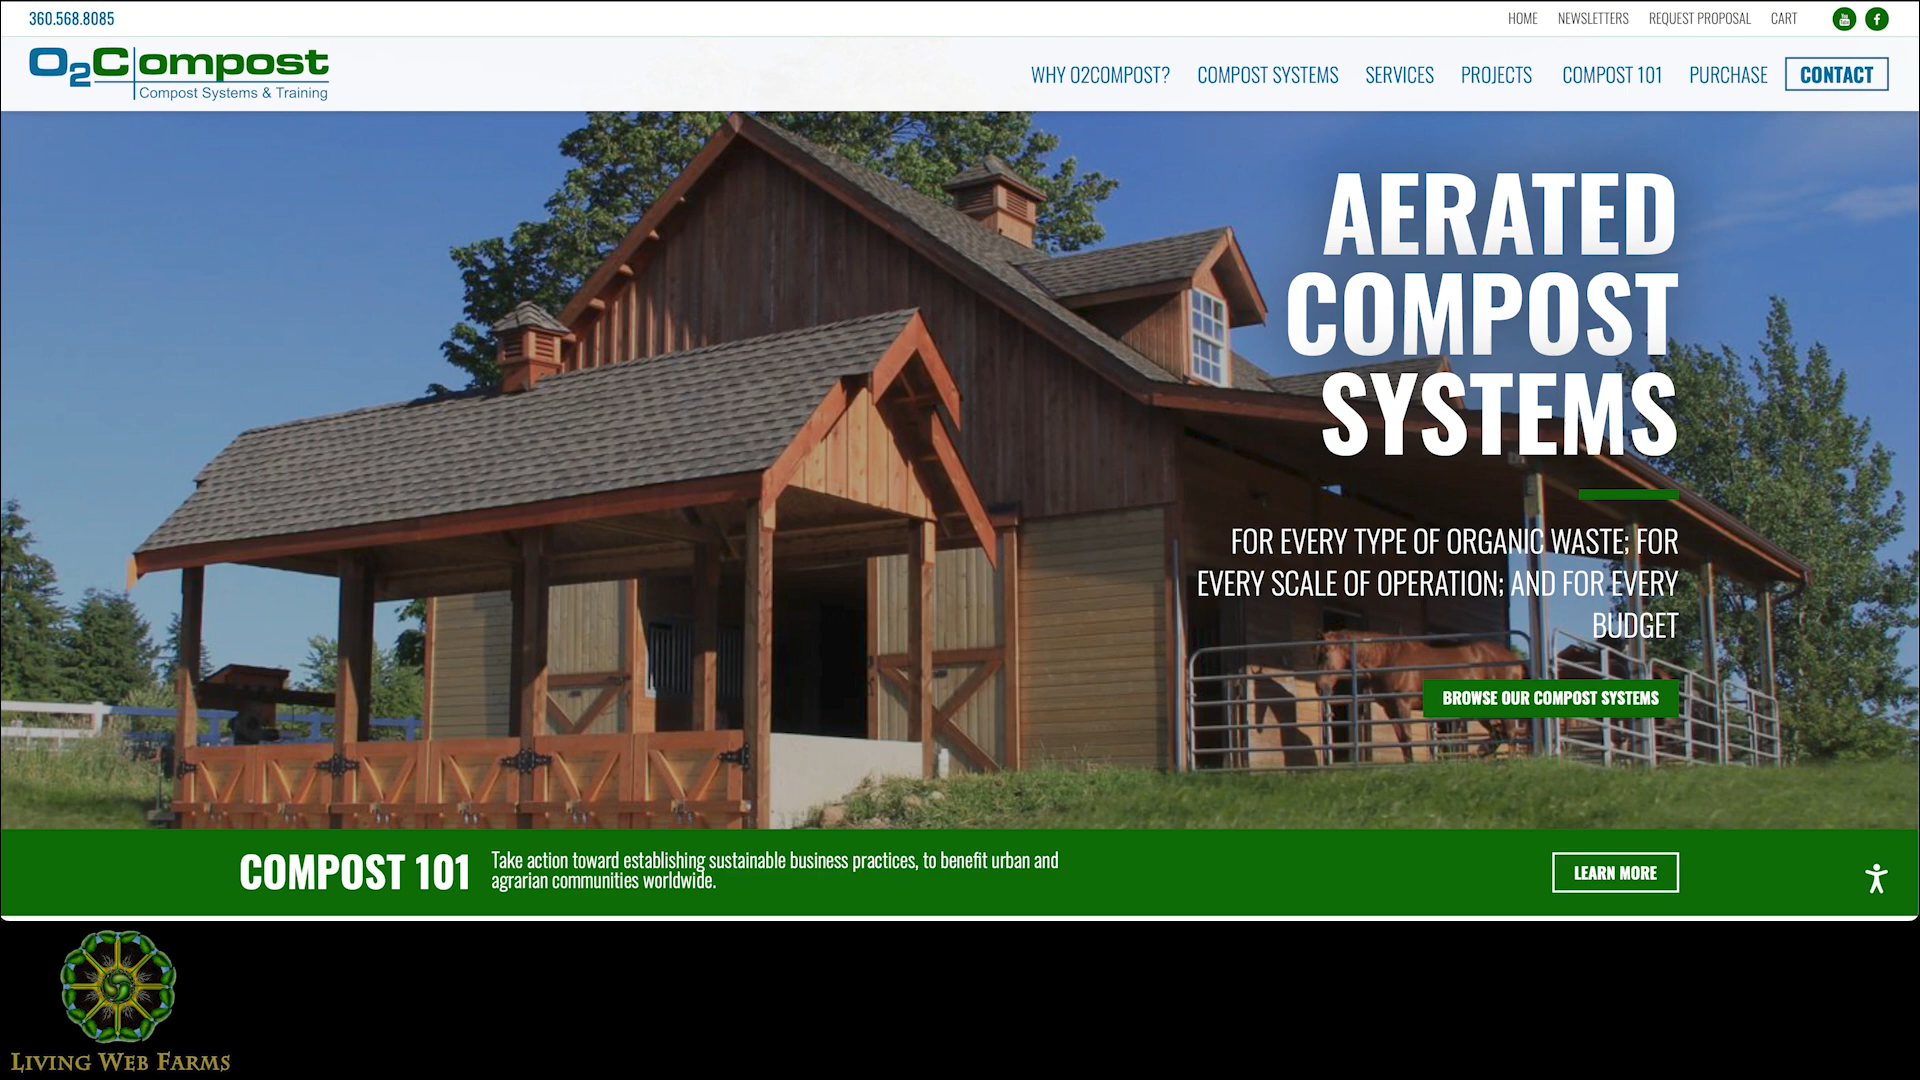 360.568.8085
HOME NEWSLETTERS REQUEST PROPOSAL CART
You Tube
O2Compost
Compost Systems & Training
WHY O2COMPOST? COMPOST SYSTEMS SERVICES PROJECTS COMPOST 101 PURCHASE CONTACT
AERATED
COMPOST
SYSTEMS
FOR EVERY TYPE OF ORGANIC WASTE; FOR
EVERY SCALE OF OPERATION; AND FOR EVERY
BUDGET
BROWSE OUR COMPOST SYSTEMS
COMPOST 101
Take action toward establishing sustainable business practices, to benefit urban and
agrarian communities worldwide.
LEARN MORE
LIVING WEB FARMS